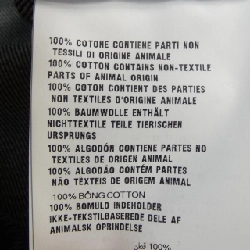 100% COTONE CONTIENE PARTI NON
TESSILI DI ORIGINE ANIMALE
100% COTTON CONTAINS NON-TEXTILE
PARTS OF ANIMAL ORIGIN
100% COTON CONTIENT DES PARTIES
NON TEXTILES D'ORIGINE ANIMALE
100% BAUMWOLLE ENTHÄLT
NICHTTEXTILE TEILE TIERISCHEN
URSPRUNGS
100% ALGODÓN CONTIENE PARTES NO
TEXTILES DE ORIGEN ANIMAL
100% ALGODÃO CONTÉM PARTES
NÃO TÊXTEIS DE ORIGEM ANIMAL
100% BÔNG COTTON
100% BOMULD INDEHOLDER
IKKE-TEKSTILBASEREDE DELE AF
ANIMALSK OPRINDELSE
100%